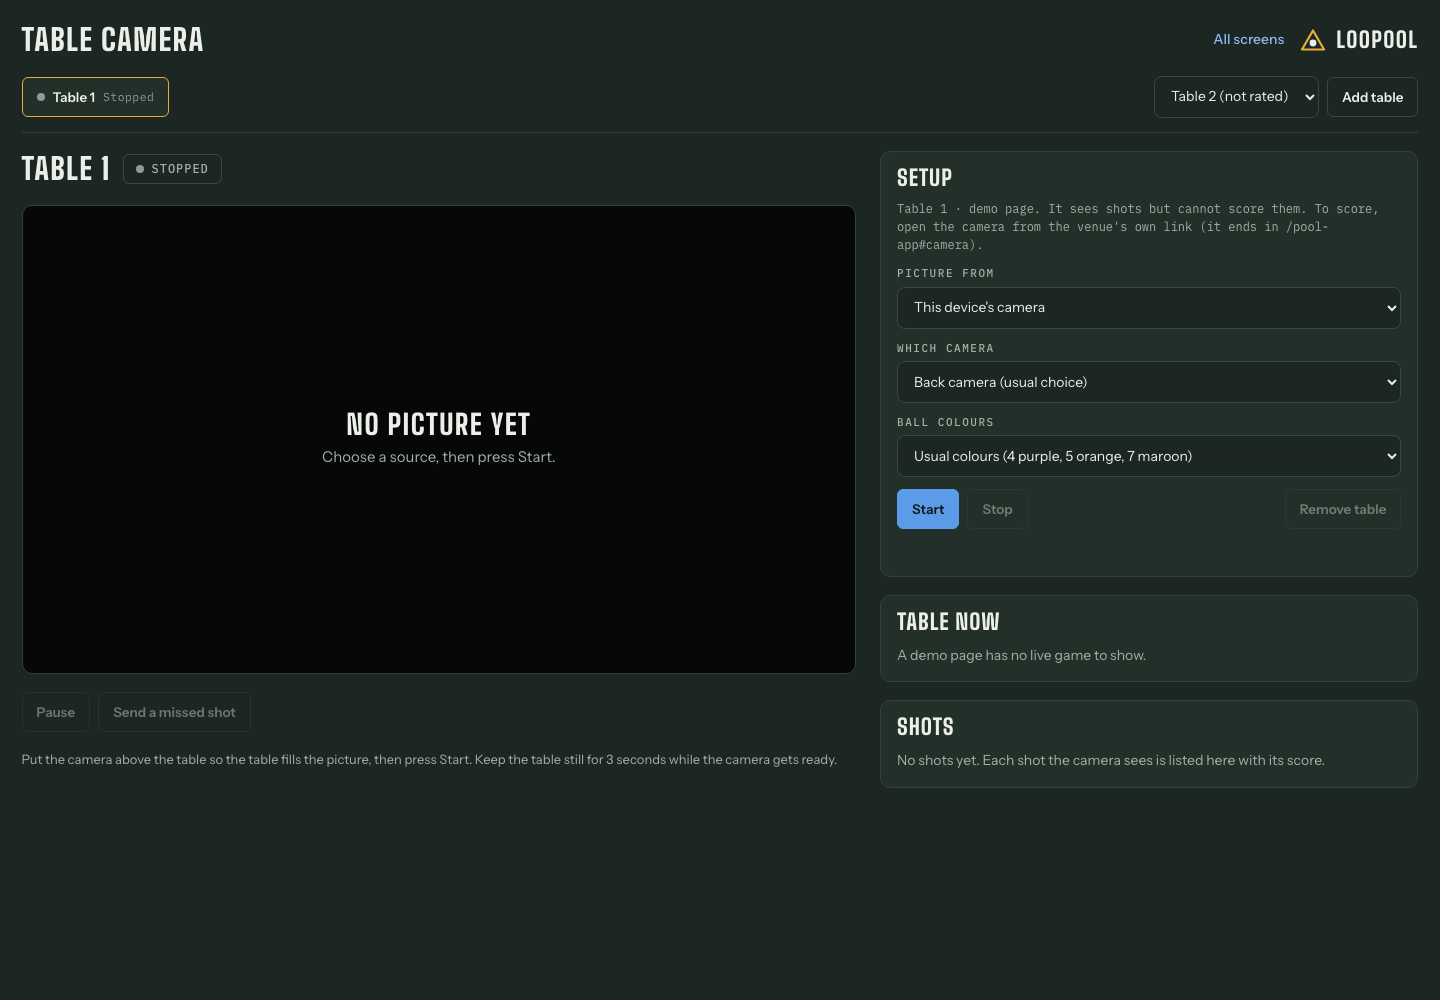 TABLE CAMERA
All screens
LOOPOOL
Table 1 Stopped
Table 2 (not rated)
Add table
TABLE 1
STOPPED
NO PICTURE YET
Choose a source, then press Start.
Pause
Send a missed shot
Put the camera above the table so the table fills the picture, then press Start. Keep the table still for 3 seconds while the camera gets ready.
SETUP
Table 1 · demo page. It sees shots but cannot score them. To score,
open the camera from the venue's own link (it ends in /pool-
app#camera).
PICTURE FROM
This device's camera
WHICH CAMERA
Back camera (usual choice)
BALL COLOURS
Usual colours (4 purple, 5 orange, 7 maroon)
Start
Stop
Remove table
TABLE NOW
A demo page has no live game to show.
SHOTS
No shots yet. Each shot the camera sees is listed here with its score.